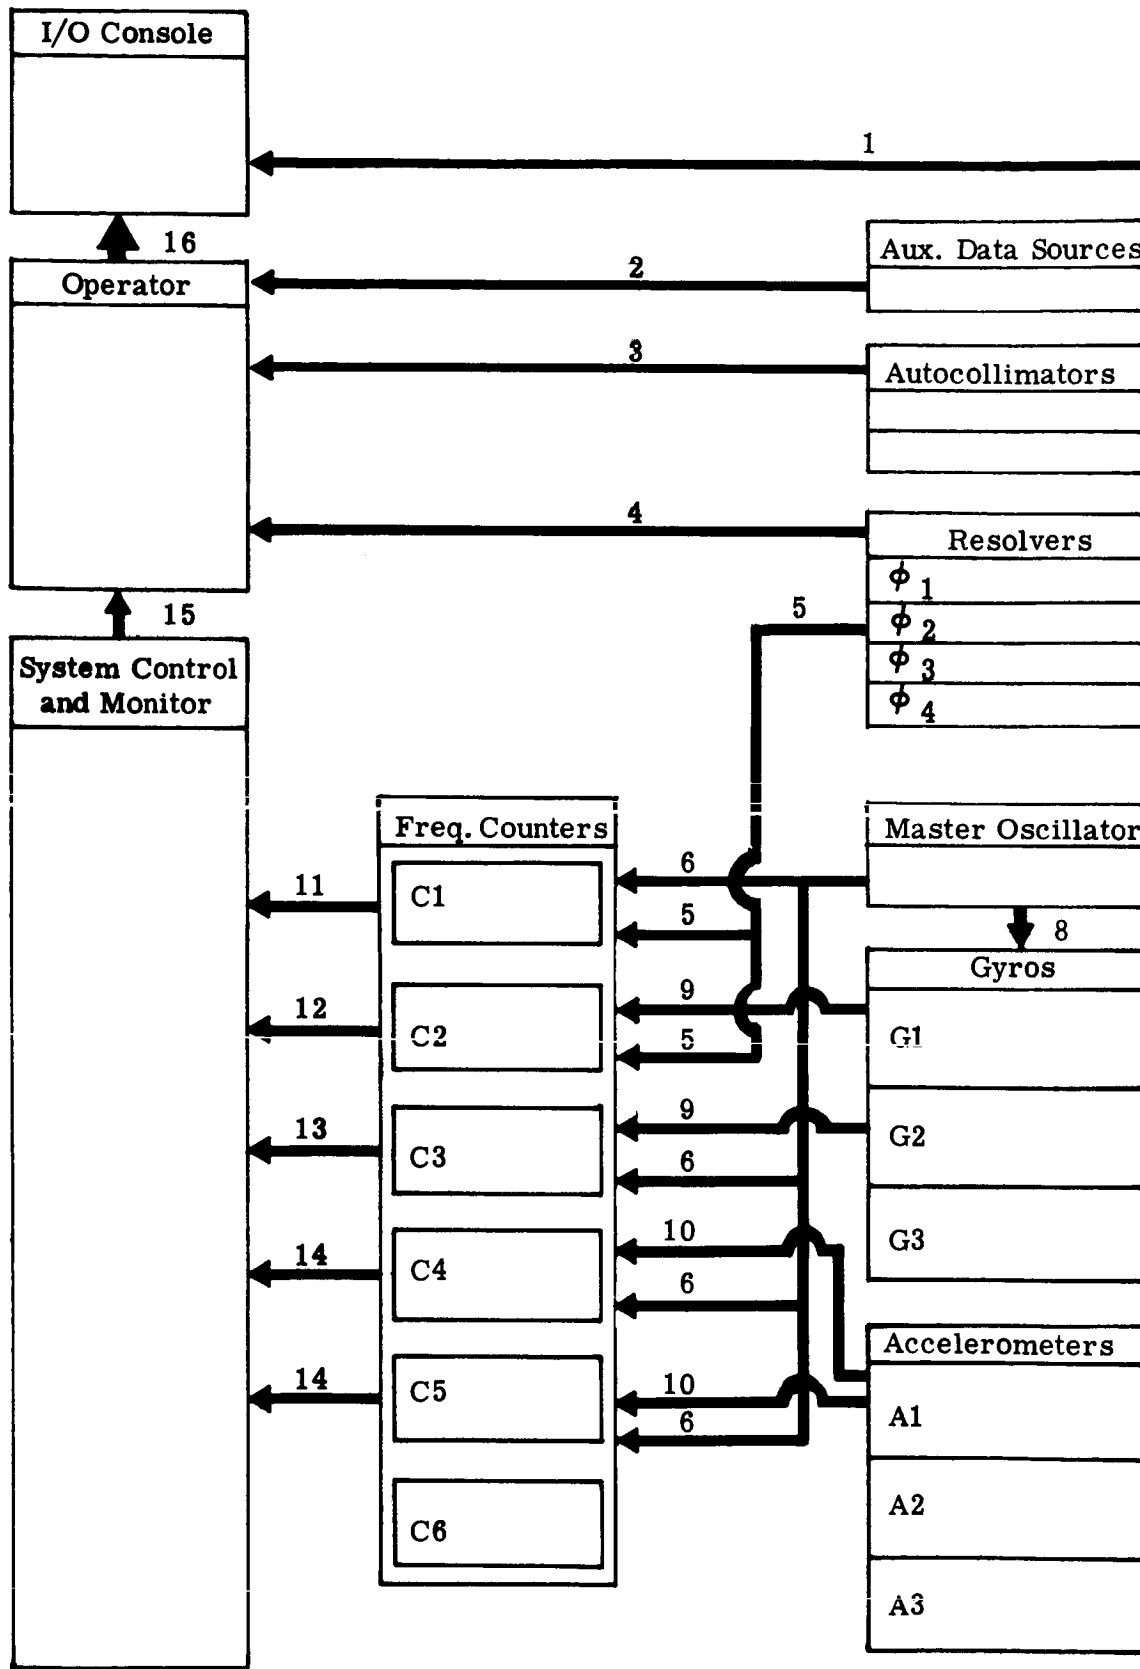 I/O Console
1
16
Aux. Data Sources
Operator
2
3
Autocollimators
4
Resolvers
ϕ 1
5
ϕ 2
ϕ 3
ϕ 4
15
System Control
and Monitor
Freq. Counters
Master Oscillator
6
11
C1
5
8
Gyros
9
12
C2
G1
5
9
13
C3
G2
6
10
14
C4
G3
6
Accelerometers
14
C5
10
A1
6
C6
A2
A3